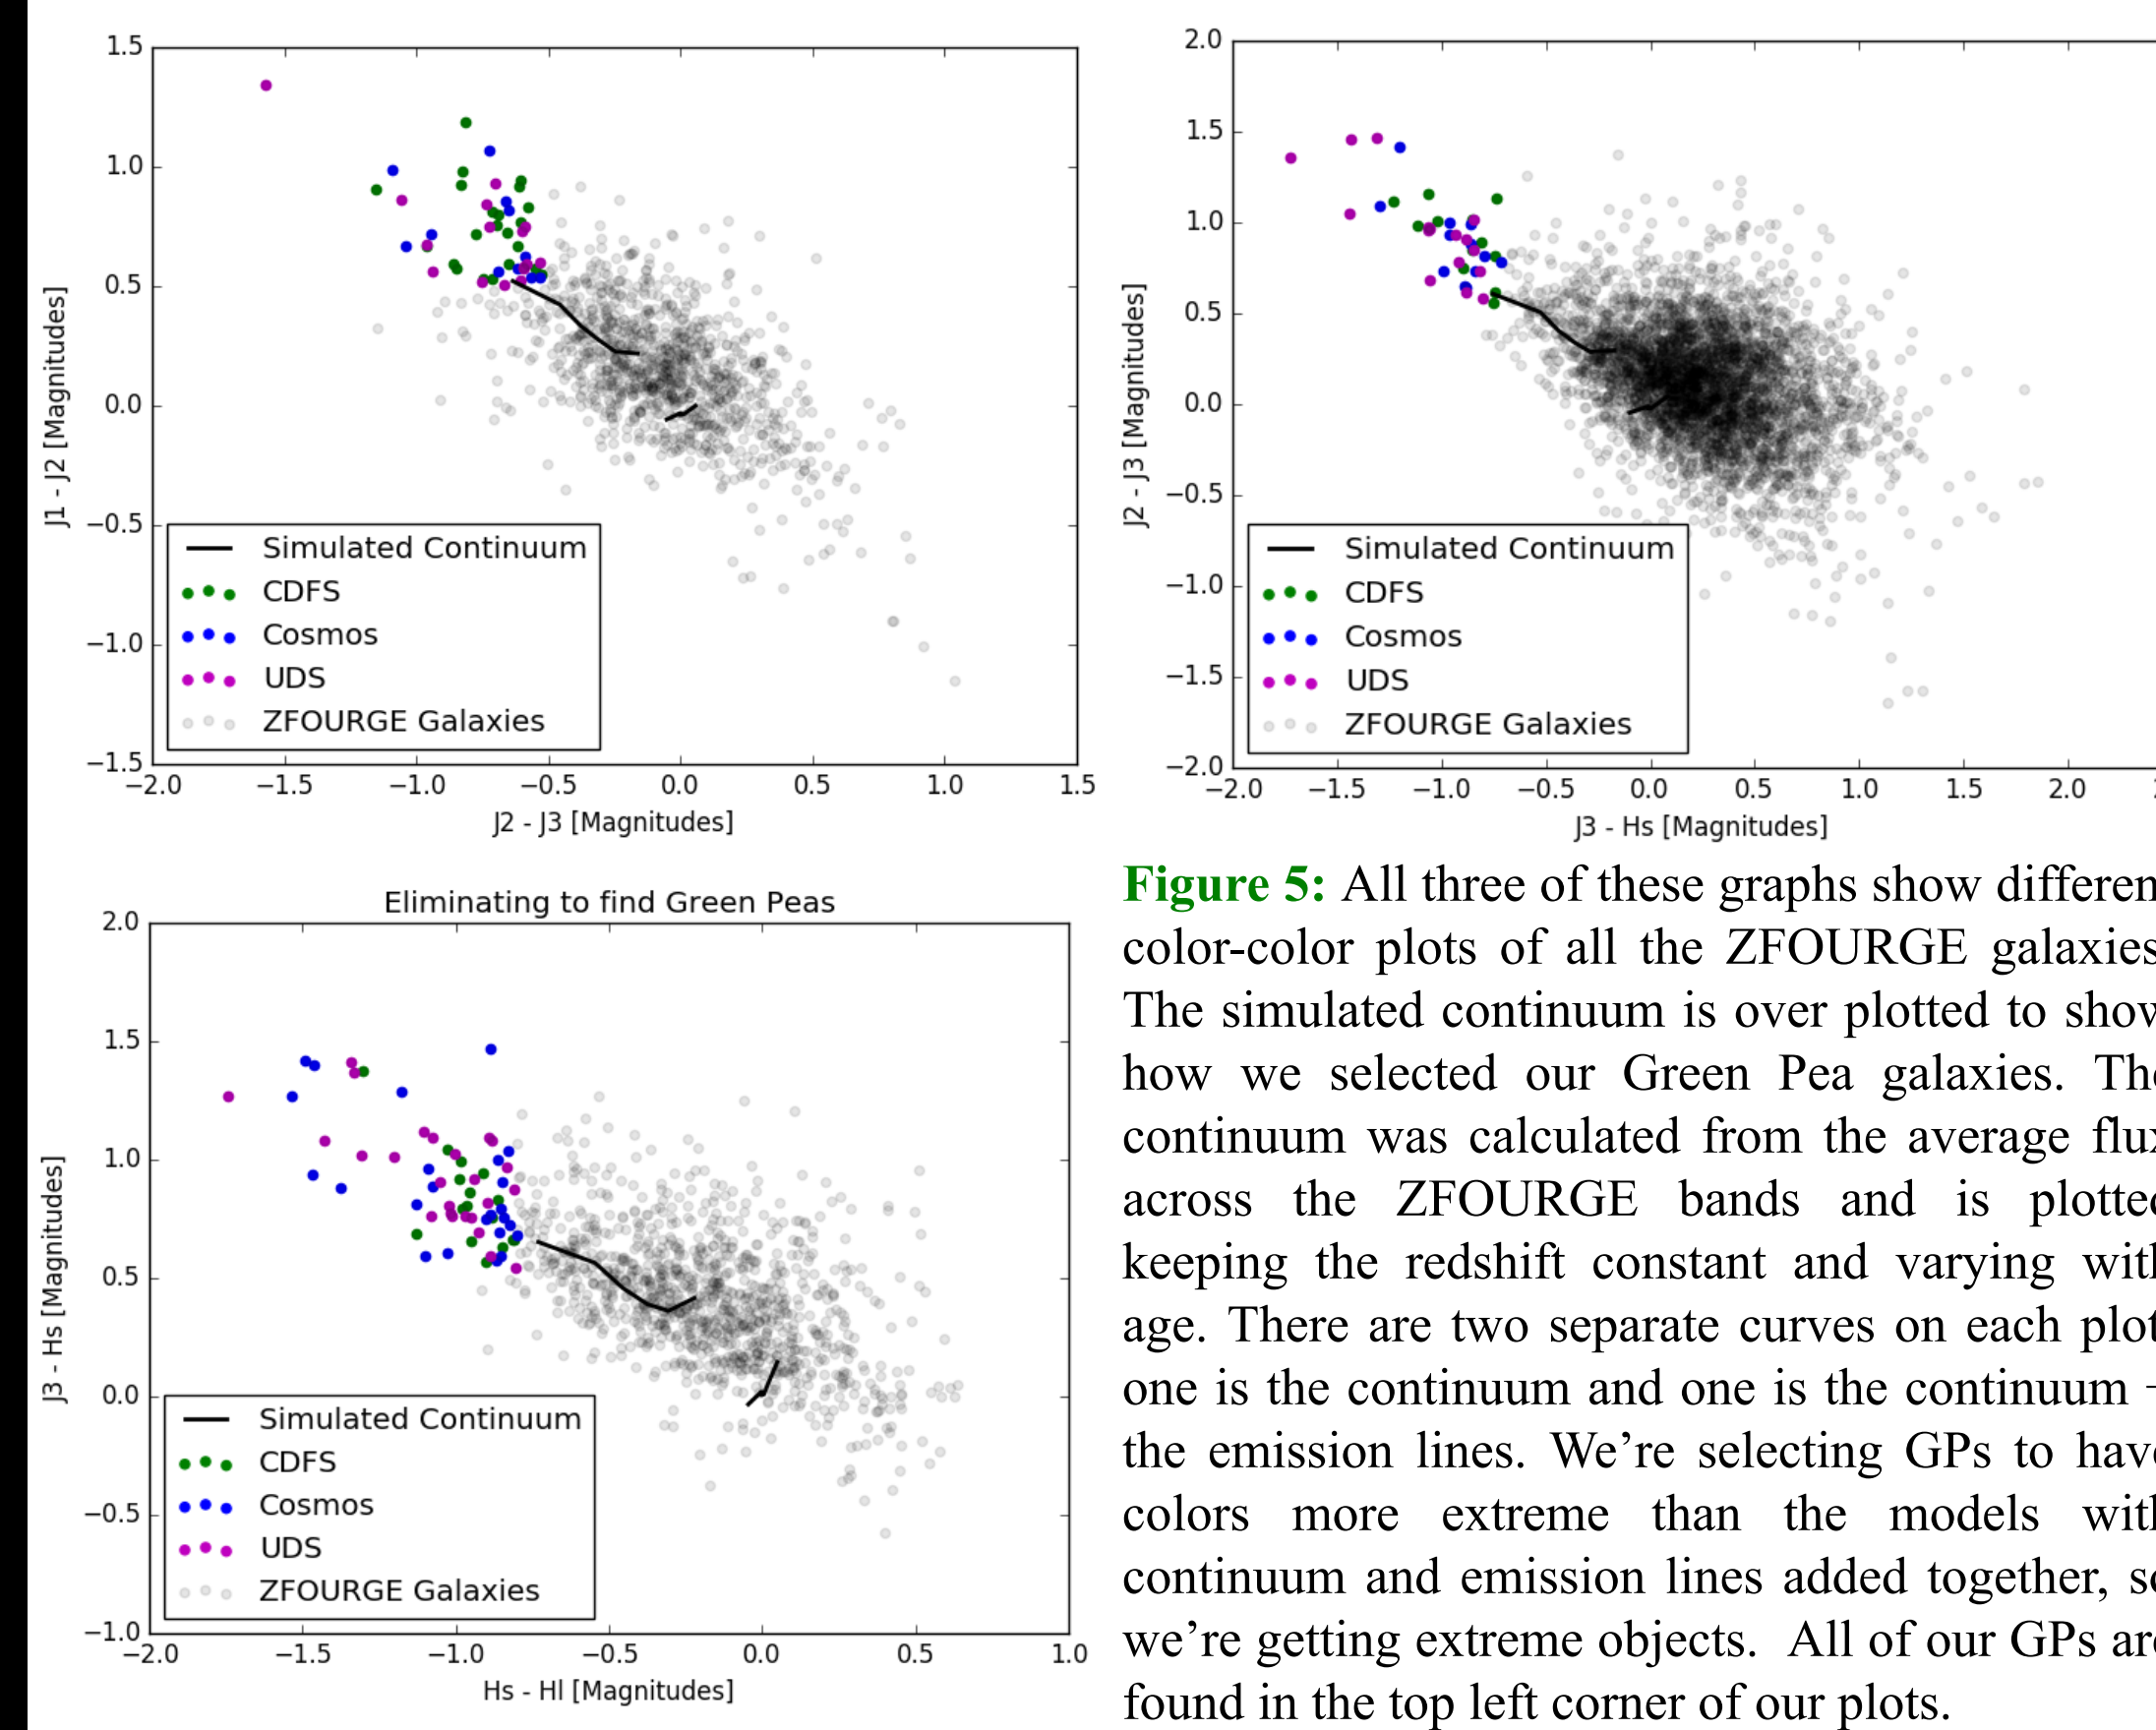 1.5
1.0
0.5
0.0
−0.5
−1.0
−1.5
J1 - J2 [Magnitudes]
Simulated Continuum
CDFS
Cosmos
UDS
ZFOURGE Galaxies
−2.0 −1.5 −1.0 −0.5 0.0 0.5 1.0 1.5
J2 - J3 [Magnitudes]
2.0
1.5
1.0
0.5
0.0
−0.5
−1.0
−1.5
−2.0
J2 - J3 [Magnitudes]
Simulated Continuum
CDFS
Cosmos
UDS
ZFOURGE Galaxies
−2.0 −1.5 −1.0 −0.5 0.0 0.5 1.0 1.5 2.0
J3 - Hs [Magnitudes]
Eliminating to find Green Peas
2.0
1.5
1.0
0.5
0.0
−0.5
−1.0
J3 - Hs [Magnitudes]
Simulated Continuum
CDFS
Cosmos
UDS
ZFOURGE Galaxies
−2.0 −1.5 −1.0 −0.5 0.0 0.5 1.0
Hs - Hl [Magnitudes]
Figure 5: All three of these graphs show differen
color-color plots of all the ZFOURGE galaxies
The simulated continuum is over plotted to show
how we selected our Green Pea galaxies. The
continuum was calculated from the average flux
across the ZFOURGE bands and is plotted
keeping the redshift constant and varying with
age. There are two separate curves on each plot
one is the continuum and one is the continuum
the emission lines. We're selecting GPs to have
colors more extreme than the models with
continuum and emission lines added together, so
we're getting extreme objects. All of our GPs are
found in the top left corner of our plots.